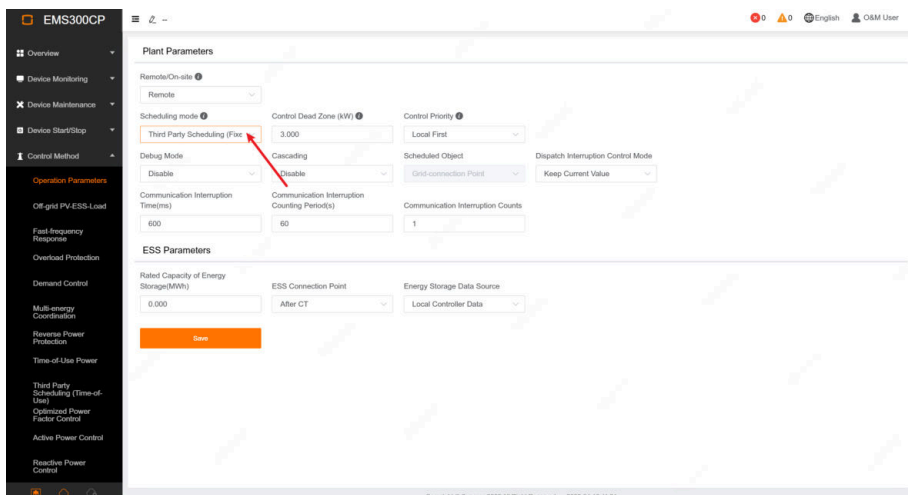 EMS300CP
0
0
English
O&M User
Overview
Device Monitoring
Device Maintenance
Device Start/Stop
Control Method
Operation Parameters
Off-grid PV-ESS-Load
Fast-frequency
Response
Overload Protection
Demand Control
Multi-energy
Coordination
Reverse Power
Protection
Time-of-Use Power
Third Party
Scheduling (Time-of-
Use)
Optimized Power
Factor Control
Active Power Control
Reactive Power
Control
Plant Parameters
Remote/On-site
Remote
Scheduling mode
Control Dead Zone (kW)
Control Priority
Third Party Scheduling (Fixe
3.000
Local First
Debug Mode
Cascading
Scheduled Object
Dispatch Interruption Control Mode
Disable
Disable
Grid-connection Point
Keep Current Value
Communication Interruption
Time(ms)
Communication Interruption
Counting Period(s)
Communication Interruption Counts
600
60
1
ESS Parameters
Rated Capacity of Energy
Storage(MWh)
ESS Connection Point
Energy Storage Data Source
0.000
After CT
Local Controller Data
Save